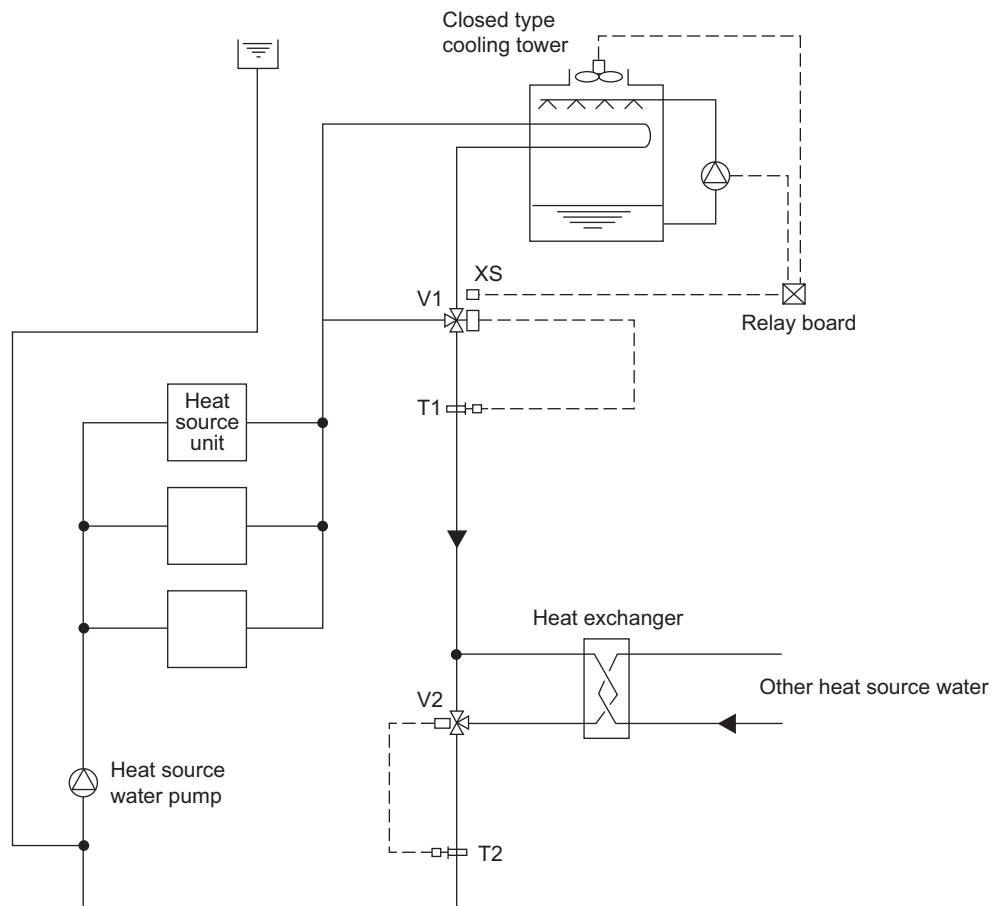 Closed type
cooling tower
XS
V1
Relay board
T1
Heat
source
unit
Heat exchanger
Other heat source water
V2
Heat source
water pump
T2